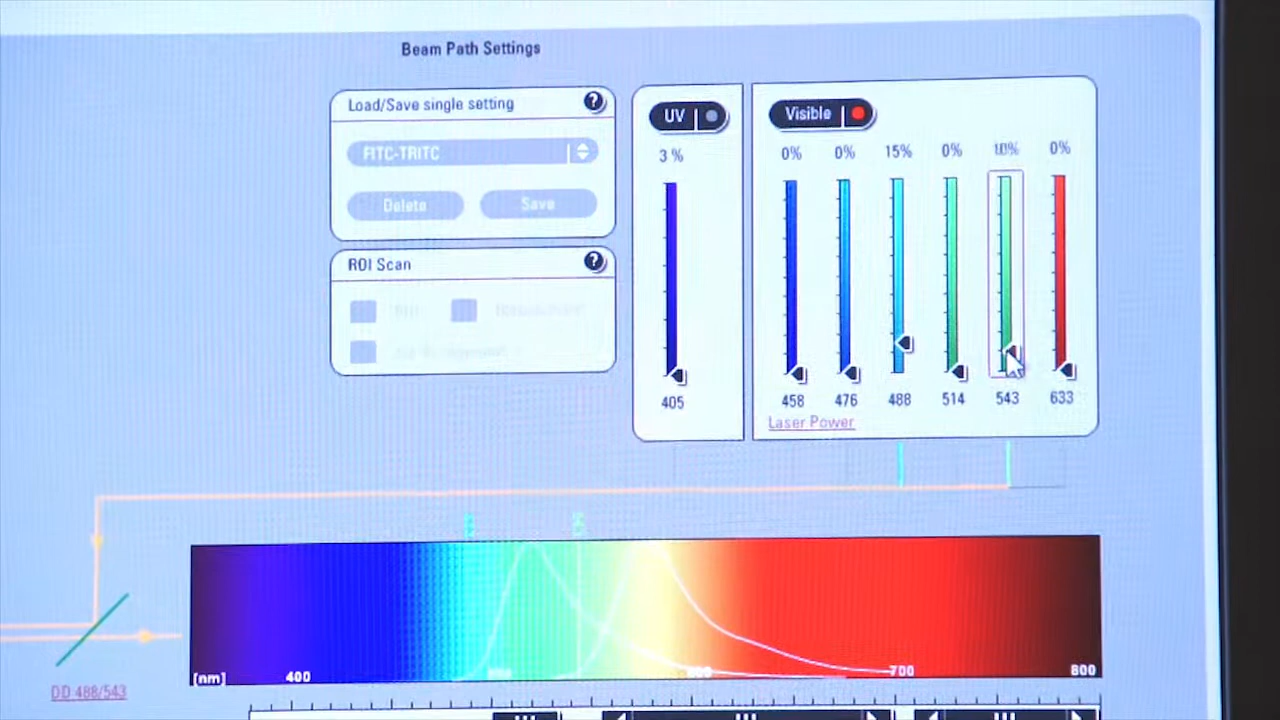 Beam Path Settings
Load/Save single setting ?
FITC-TRITC
Delete Save
ROI Scan ?
UV
3 %
405
Visible
0% 0% 15% 0% 10% 0%
458 476 488 514 543 633
Laser Power
[nm] 400 700 800
DD 488/543